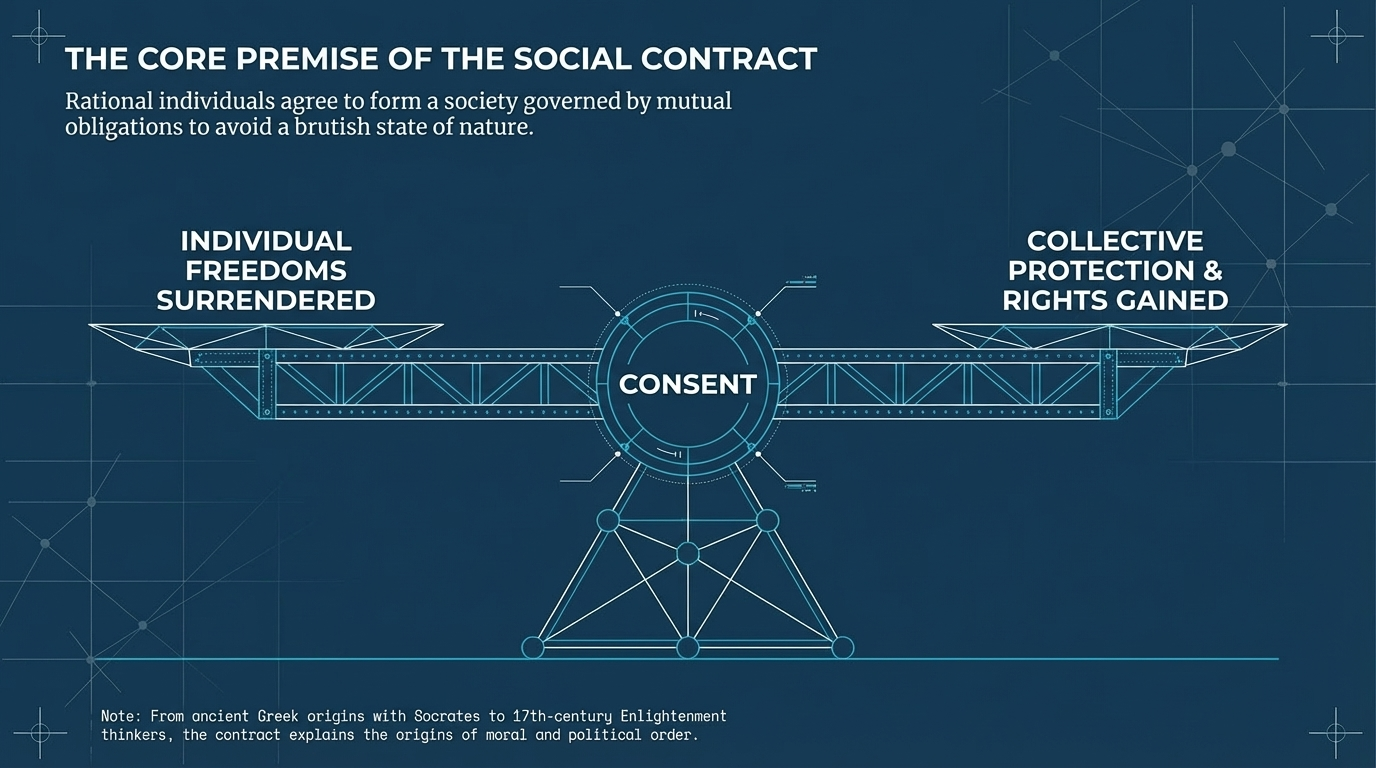 THE CORE PREMISE OF THE SOCIAL CONTRACT
Rational individuals agree to form a society governed by mutual
obligations to avoid a brutish state of nature.
INDIVIDUAL
FREEDOMS
SURRENDERED
COLLECTIVE
PROTECTION &
RIGHTS GAINED
CONSENT
Note: From ancient Greek origins with Socrates to 17th-century Enlightenment
thinkers, the contract explains the origins of moral and political order.